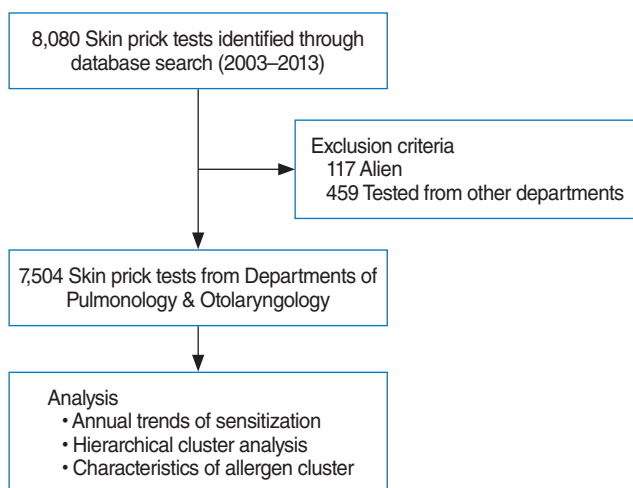 8,080 Skin prick tests identified through
database search (2003–2013)
Exclusion criteria
117 Alien
459 Tested from other departments
7,504 Skin prick tests from Departments of
Pulmonology & Otolaryngology
Analysis
• Annual trends of sensitization
• Hierarchical cluster analysis
• Characteristics of allergen cluster